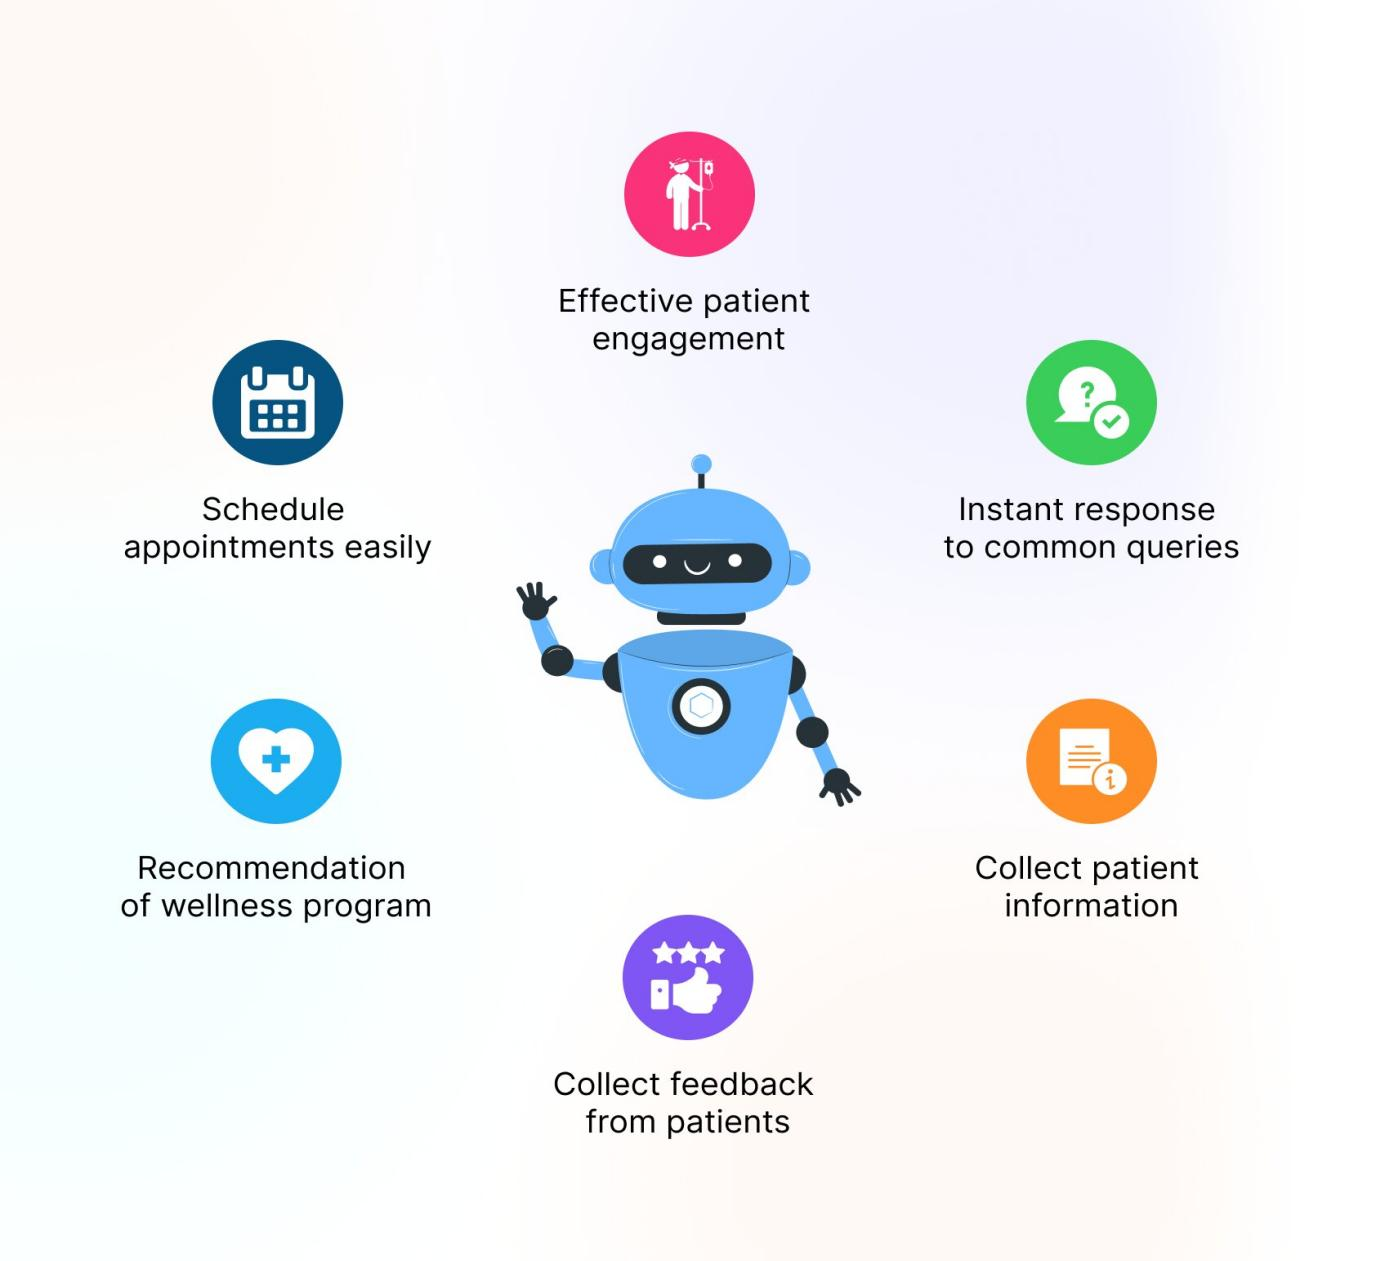 Effective patient
engagement
Schedule
appointments easily
?
Instant response
to common queries
Recommendation
of wellness program
i
Collect patient
information
Collect feedback
from patients